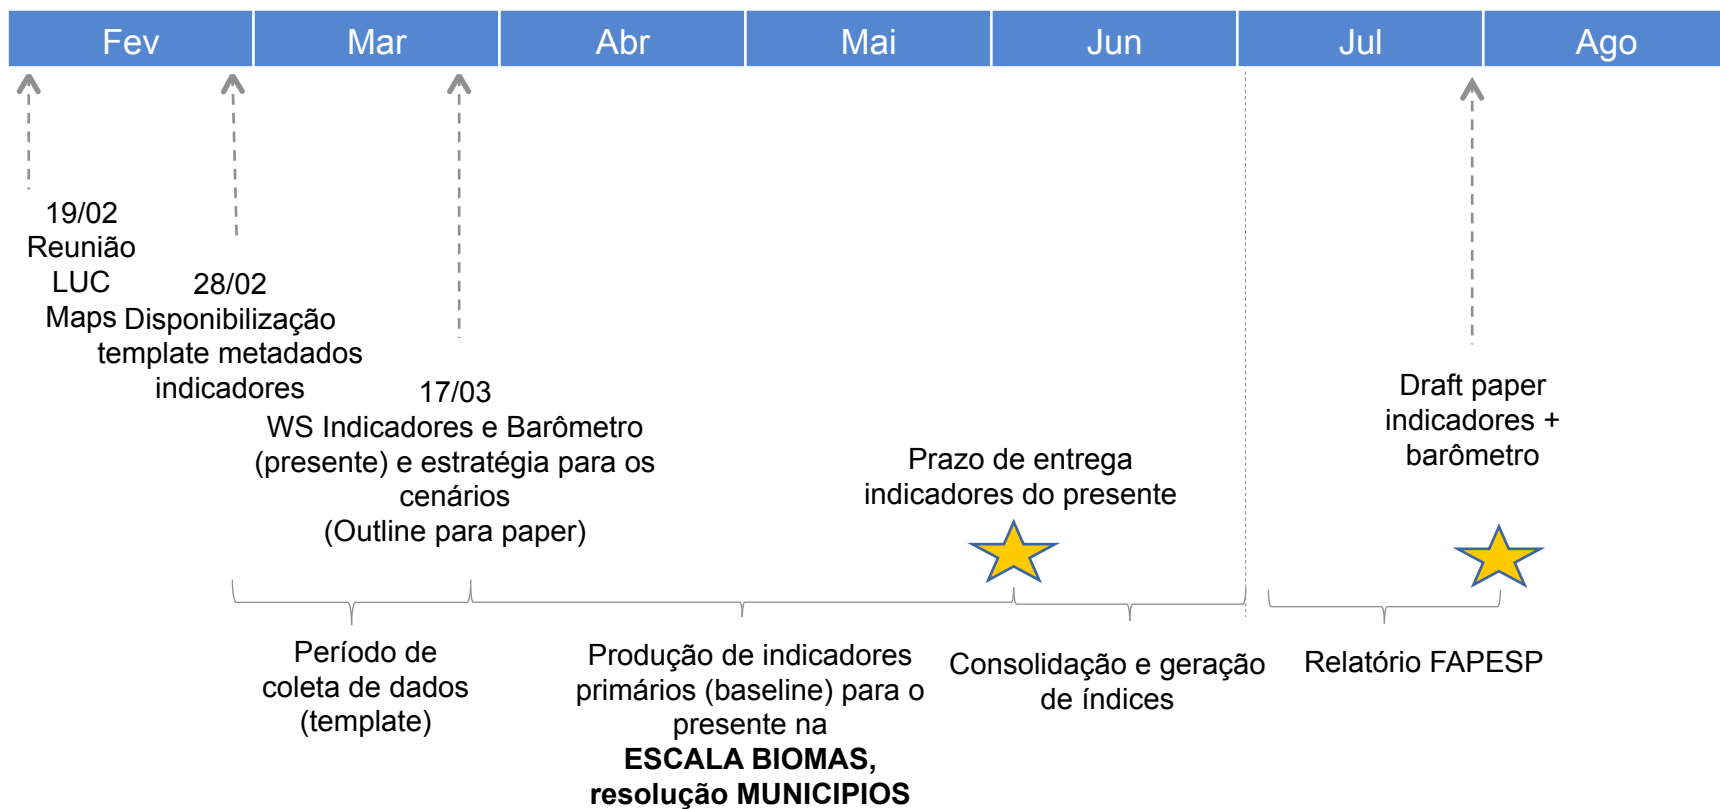 Fev
Mar
Abr
Mai
Jun
Jul
Ago
19/02
Reunião
LUC
Maps
28/02
Disponibilização
template metadados
indicadores
17/03
WS Indicadores e Barômetro
(presente) e estratégia para os
cenários
(Outline para paper)
Prazo de entrega
indicadores do presente
Draft paper
indicadores +
barômetro
Período de
coleta de dados
(template)
Produção de indicadores
primários (baseline) para o
presente na
ESCALA BIOMAS,
resolução MUNICIPIOS
Consolidação e geração
de índices
Relatório FAPESP